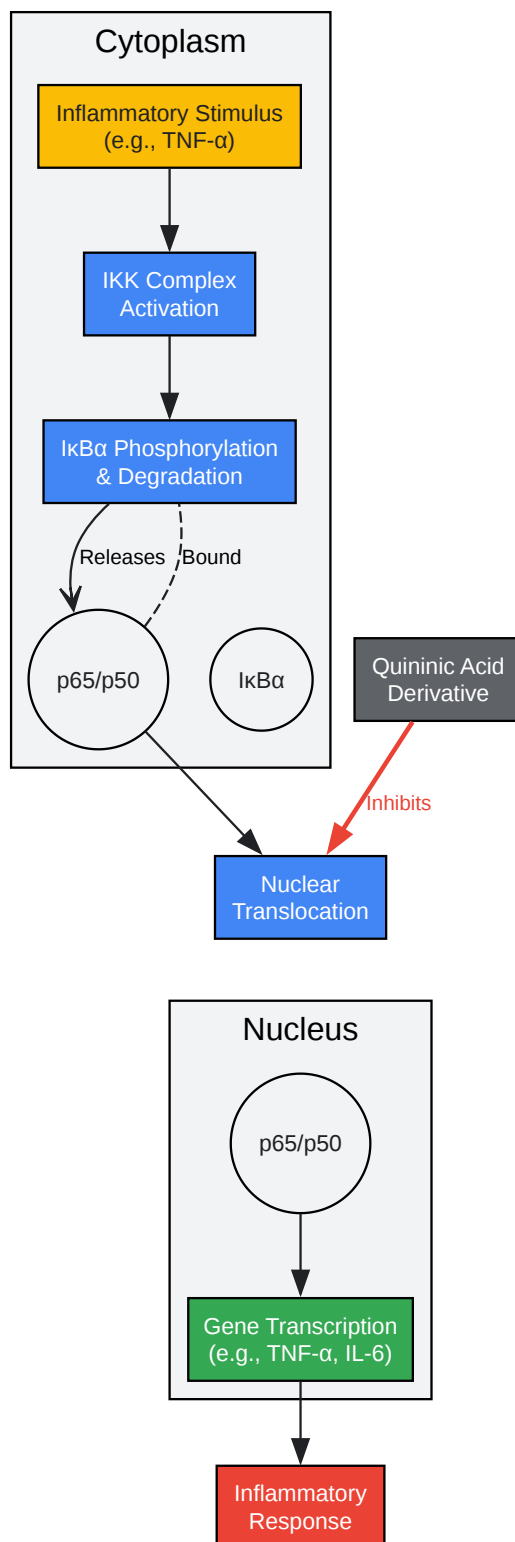 Cytoplasm
Inflammatory Stimulus
(e.g., TNF-α)
IKK Complex
Activation
IκBα Phosphorylation
& Degradation
Releases
Bound
p65/p50
IκBα
Quininic Acid
Derivative
Inhibits
Nuclear
Translocation
Nucleus
p65/p50
Gene Transcription
(e.g., TNF-α, IL-6)
Inflammatory
Response